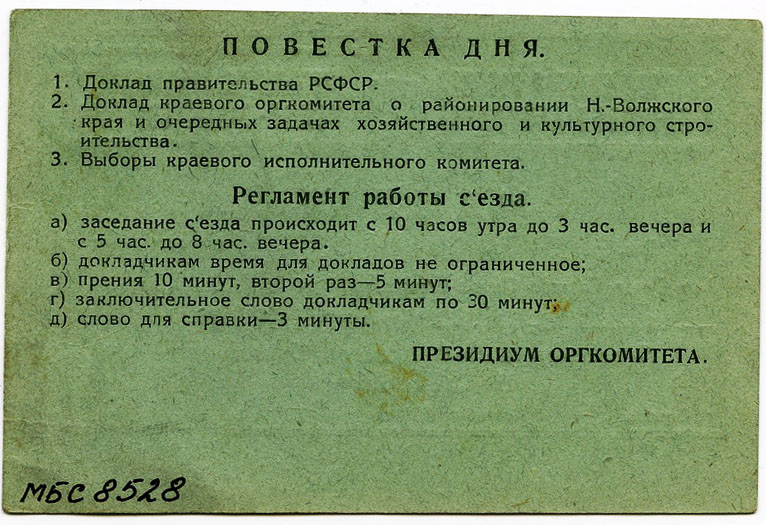 ПОВЕСТКА ДНЯ.
1. Доклад правительства РСФСР.
2. Доклад краевого оргкомитета о районировании Н.-Волжского
края и очередных задачах хозяйственного и культурного стро-
ительства.
3. Выборы краевого исполнительного комитета.
Регламент работы с‘езда.
а) заседание с‘езда происходит с 10 часов утра до 3 час. вечера и
с 5 час. до 8 час. вечера.
б) докладчикам время для докладов не ограниченное;
в) прения 10 минут, второй раз—5 минут;
г) заключительное слово докладчикам по 30 минут;
д) слово для справки—3 минуты.
ПРЕЗИДИУМ ОРГКОМИТЕТА.
МБС 8528